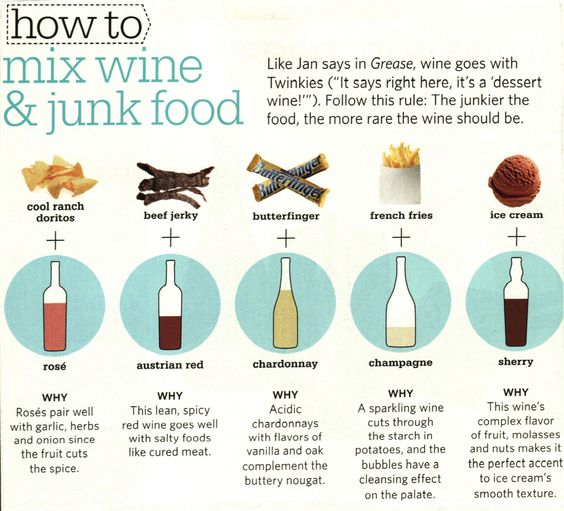 how to
mix wine
& junk food
Like Jan says in Grease, wine goes with
Twinkies (“It says right here, it’s a ‘dessert
wine!’”). Follow this rule: The junkier the
food, the more rare the wine should be.
Butterfinger
Butterfinger
cool ranch
doritos
beef jerky
butterfinger
french fries
ice cream
+
+
+
+
+
rosé
austrian red
chardonnay
champagne
sherry
WHY
Rosés pair well
with garlic, herbs
and onion since
the fruit cuts
the spice.
WHY
This lean, spicy
red wine goes well
with salty foods
like cured meat.
WHY
Acidic
chardonnays
with flavors of
vanilla and oak
complement the
buttery nougat.
WHY
A sparkling wine
cuts through
the starch in
potatoes, and the
bubbles have a
cleansing effect
on the palate.
WHY
This wine’s
complex flavor
of fruit, molasses
and nuts makes it
the perfect accent
to ice cream’s
smooth texture.